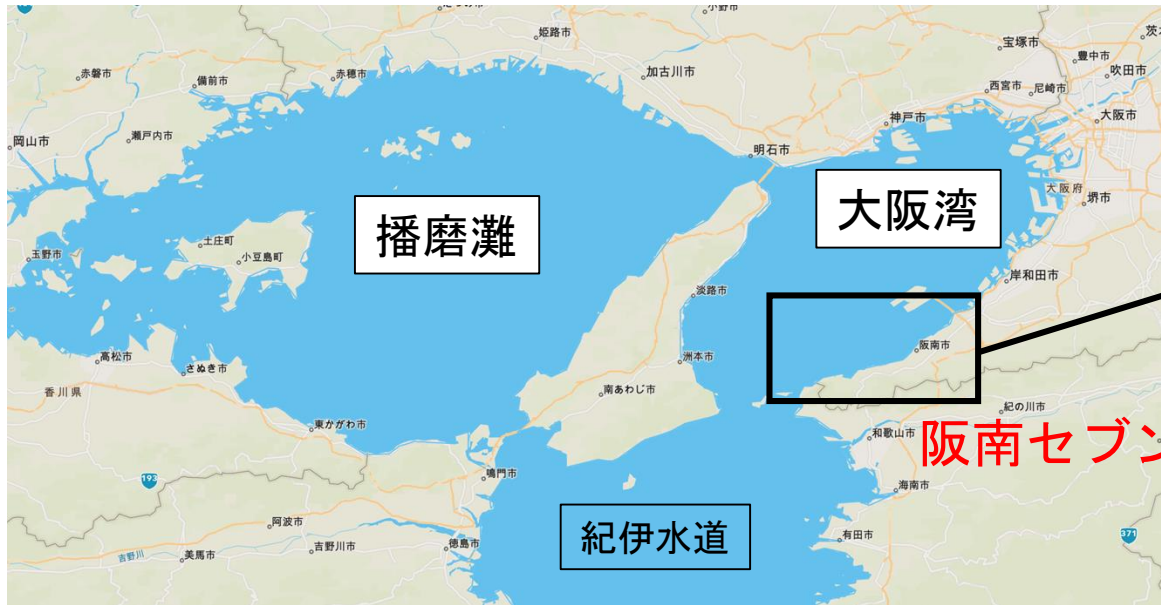 小野市
茨
姫路市
宝塚市
豊中市
赤磐市
備前市
赤穂市
加古川市
吹田市
西宮市
尼崎市
神戸市
大阪市
岡山市
瀬戸内市
明石市
大阪府
堺市
播磨灘
大阪湾
土庄町
玉野市
小豆島町
岸和田市
淡路市
阪南市
高松市
さぬき市
洲本市
香川県
南あわじ市
紀の川市
東かがわ市
和歌山市
阪南セブン
鳴門市
193
海南市
阿波市
紀伊水道
有田市
371
吉野川
美馬市
吉野川市
徳島市